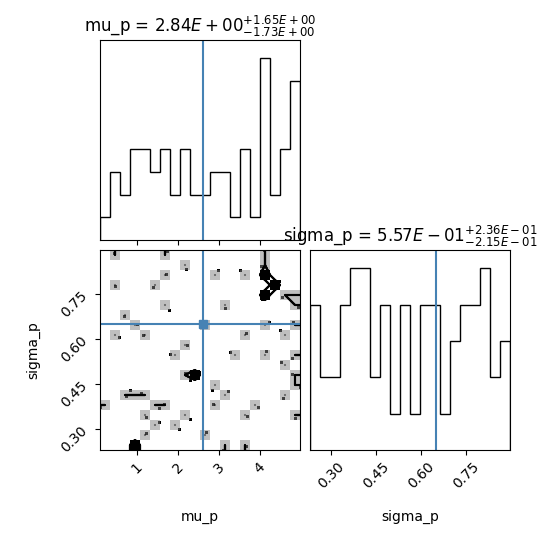 mu_p = 2.84E + 00 +1.65E + 00 −1.73E + 00
sigma_p = 5.57E − 01 +2.36E − 01 −2.15E − 01
0.75
0.60
0.45
0.30
sigma_p
1 2 3 4
mu_p
0.30 0.45 0.60 0.75
sigma_p